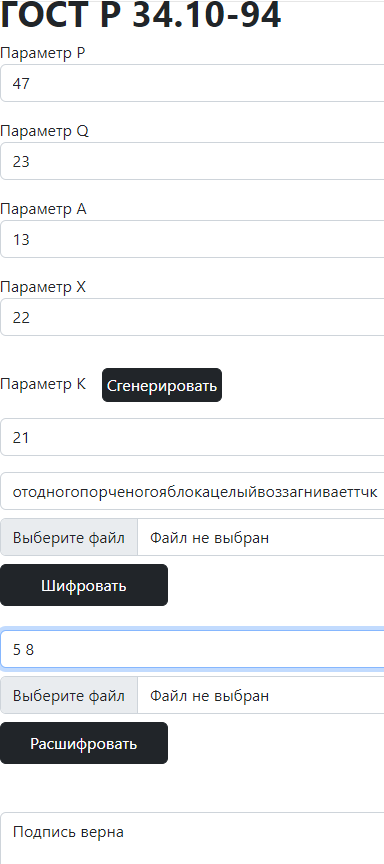 ГОСТ Р 34.10-94
Параметр P
47
Параметр Q
23
Параметр A
13
Параметр X
22
Параметр K Сгенерировать
21
отодногопорченогояблокацелыйвоззагниваеттчк
Выберите файл Файл не выбран
Шифровать
5 8
Выберите файл Файл не выбран
Расшифровать
Подпись верна